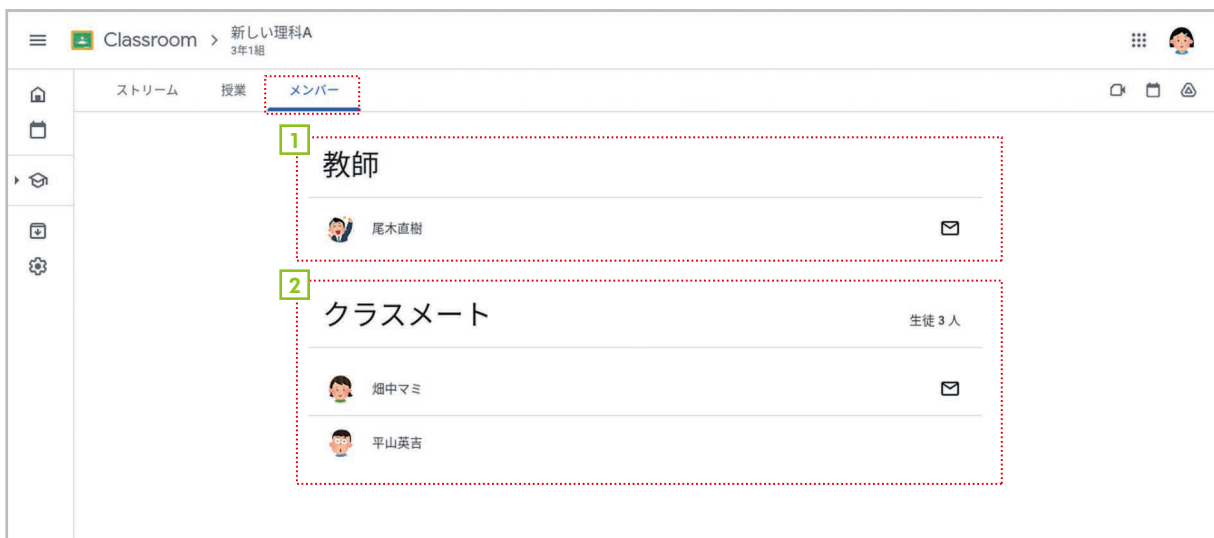 Classroom > 新しい理科A
3年1組
ストリーム 授業 メンバー
1
教師
尾木直樹
2
クラスメート 生徒 3 人
畑中マミ
平山英吉